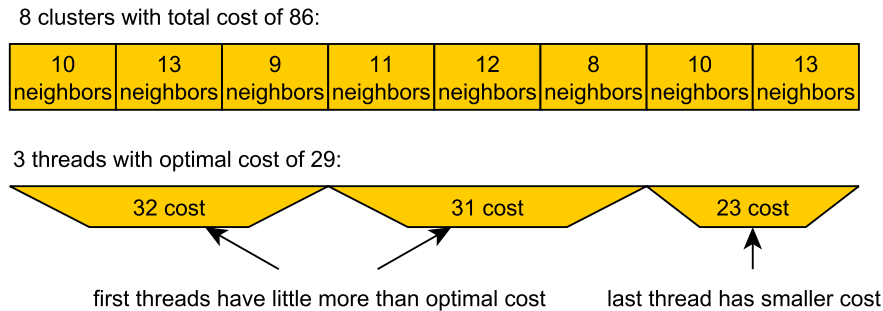 8 clusters with total cost of 86:
10 neighbors
13 neighbors
9 neighbors
11 neighbors
12 neighbors
8 neighbors
10 neighbors
13 neighbors
3 threads with optimal cost of 29:
32 cost
31 cost
23 cost
first threads have little more than optimal cost
last thread has smaller cost